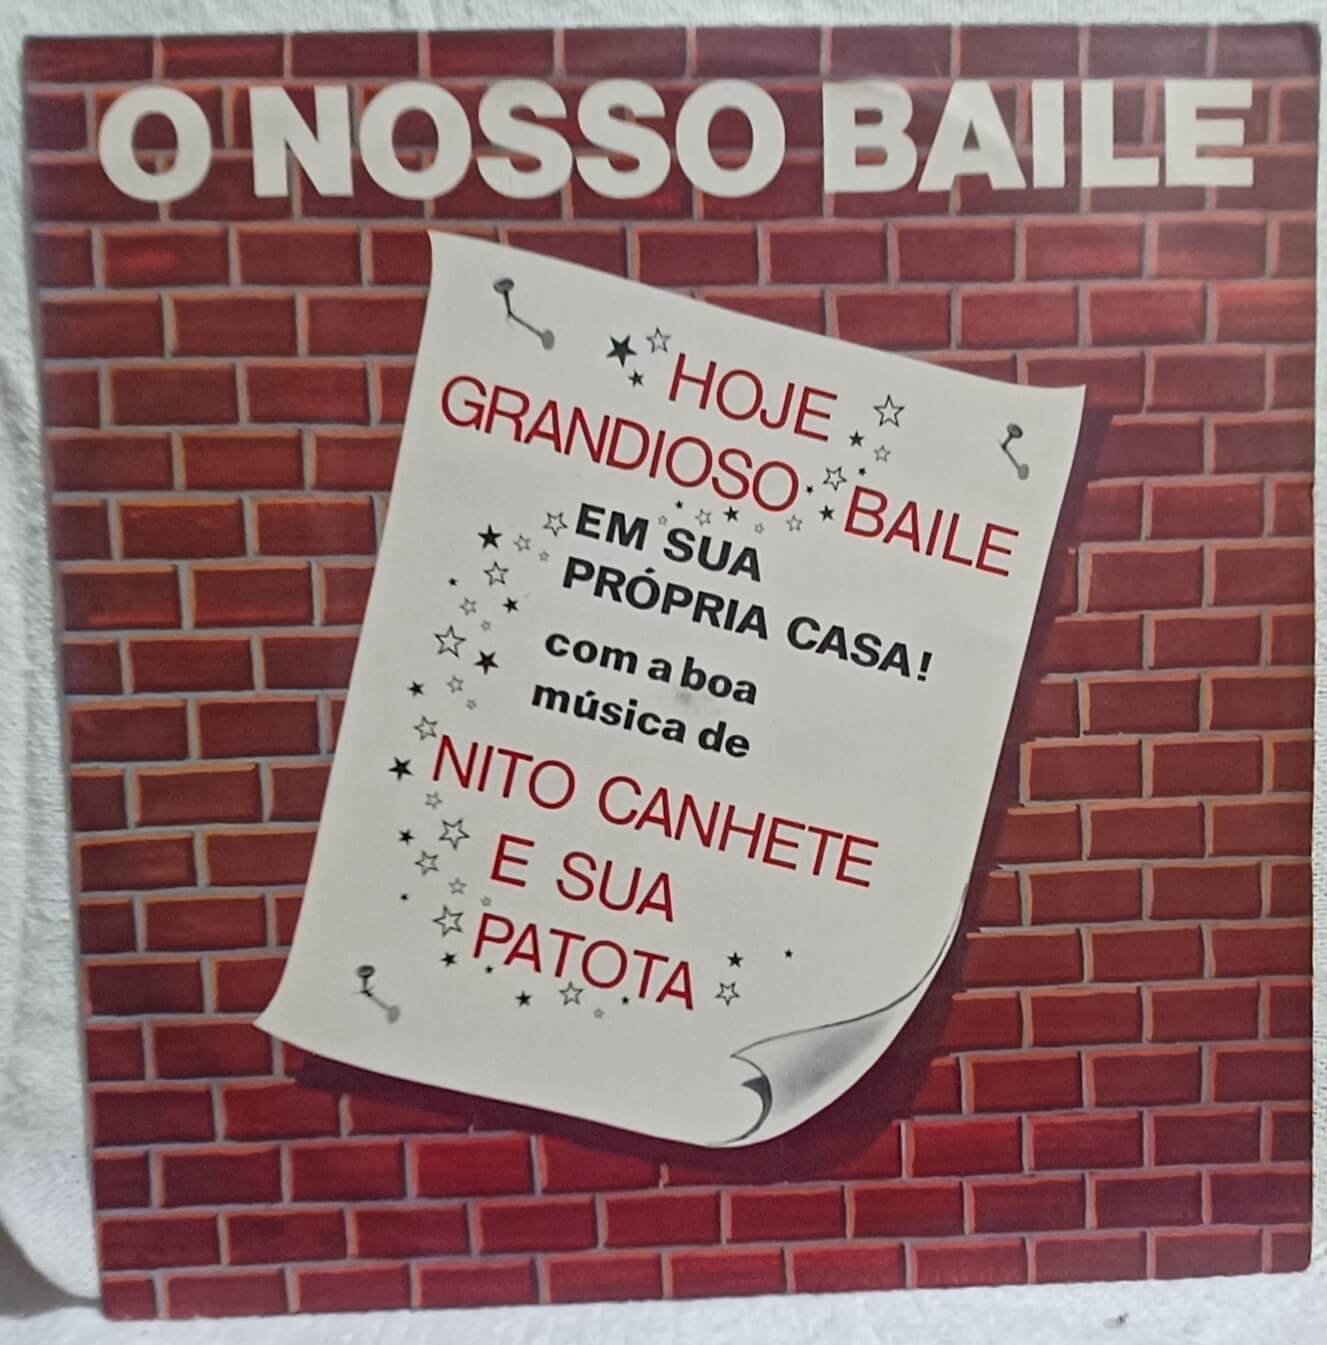 O NOSSO BAILE
HOJE
GRANDIOSO BAILE
EM SUA
PRÓPRIA CASA!
com a boa
música de
NITO CANHETE
E SUA
PATOTA